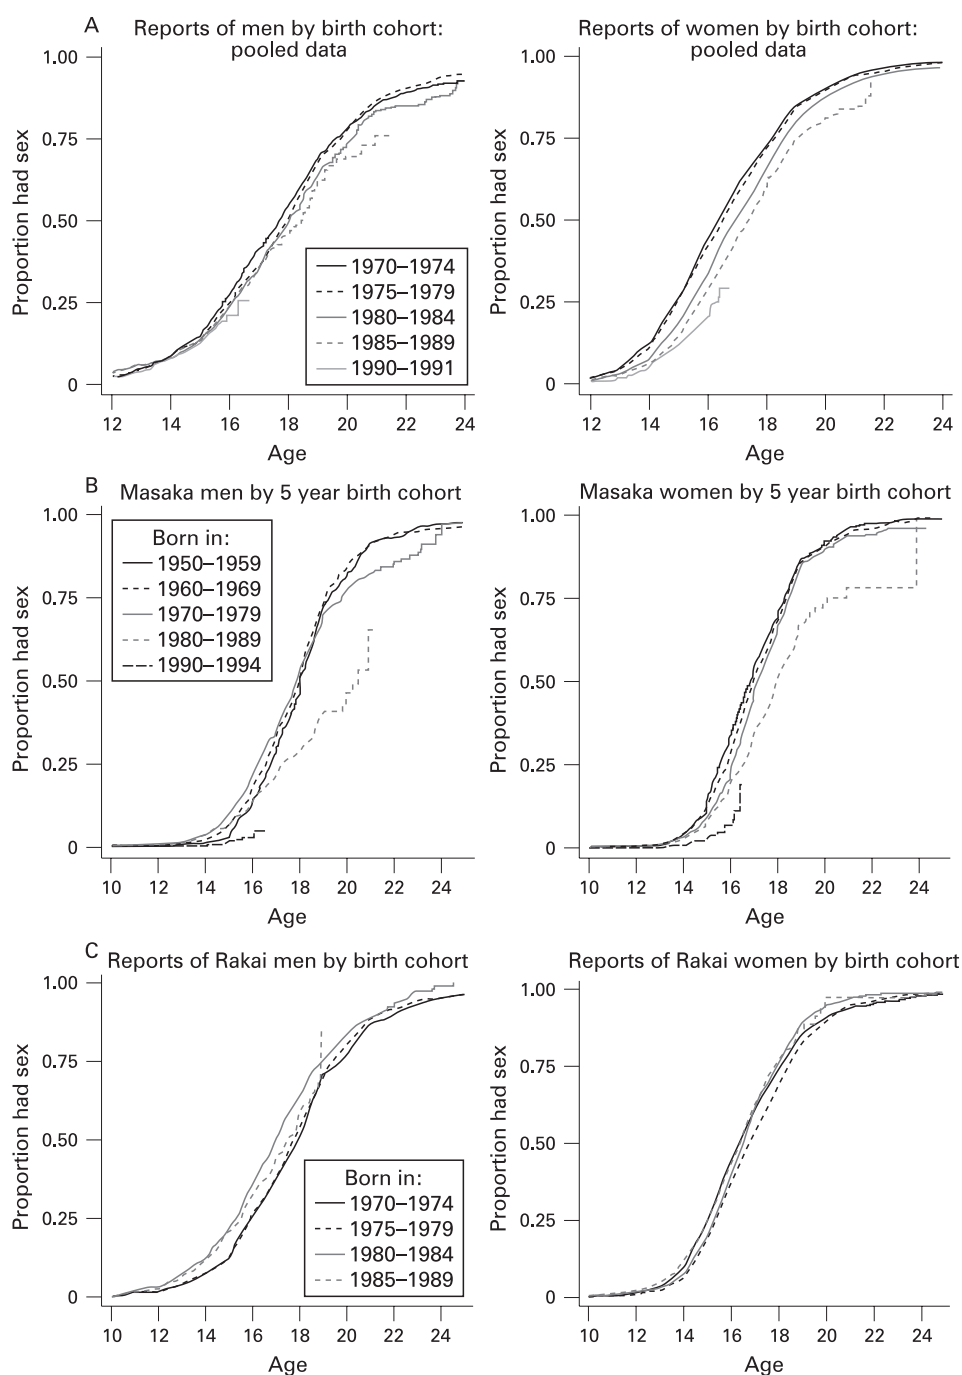 A
Reports of men by birth cohort:
pooled data
1.00
0.75
0.50
0.25
0
Proportion had sex
1970–1974
1975–1979
1980–1984
1985–1989
1990–1991
12 14 16 18 20 22 24
Age
Reports of women by birth cohort:
pooled data
1.00
0.75
0.50
0.25
0
Proportion had sex
12 14 16 18 20 22 24
Age
B
Masaka men by 5 year birth cohort
1.00
0.75
0.50
0.25
0
Proportion had sex
Born in:
1950–1959
1960–1969
1970–1979
1980–1989
1990–1994
10 12 14 16 18 20 22 24
Age
Masaka women by 5 year birth cohort
1.00
0.75
0.50
0.25
0
Proportion had sex
10 12 14 16 18 20 22 24
Age
C
Reports of Rakai men by birth cohort
1.00
0.75
0.50
0.25
0
Proportion had sex
Born in:
1970–1974
1975–1979
1980–1984
1985–1989
10 12 14 16 18 20 22 24
Age
Reports of Rakai women by birth cohort
1.00
0.75
0.50
0.25
0
Proportion had sex
10 12 14 16 18 20 22 24
Age